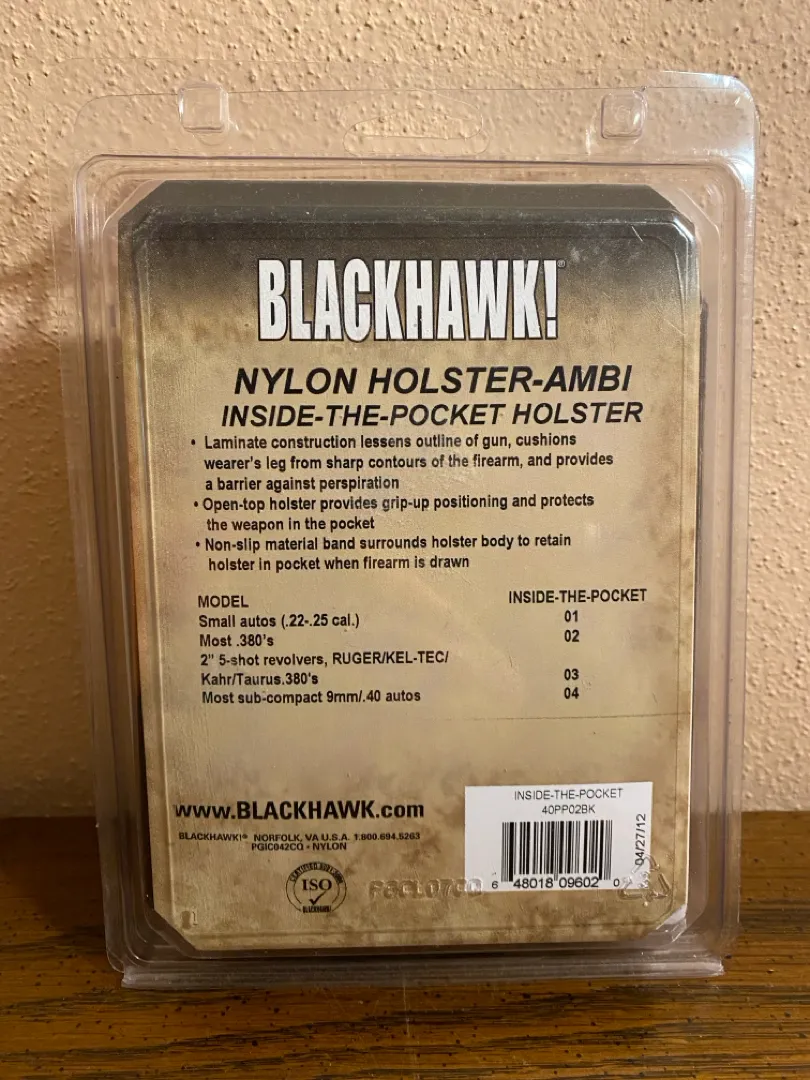 BLACKHAWK!®
NYLON HOLSTER-AMBI
INSIDE-THE-POCKET HOLSTER
• Laminate construction lessens outline of gun, cushions
wearer's leg from sharp contours of the firearm, and provides
a barrier against perspiration
• Open-top holster provides grip-up positioning and protects
the weapon in the pocket
• Non-slip material band surrounds holster body to retain
holster in pocket when firearm is drawn
MODEL INSIDE-THE-POCKET
Small autos (.22-.25 cal.) 01
Most .380's 02
2" 5-shot revolvers, RUGER/KEL-TEC/
Kahr/Taurus.380's 03
Most sub-compact 9mm/.40 autos 04
www.BLACKHAWK.com
BLACKHAWK!® NORFOLK, VA U.S.A. 1.800.694.5263
PGIC042CO • NYLON
ISO
BLACKHAWK!
INSIDE-THE-POCKET
40PP02BK
04/27/12
6 48018 09602 0